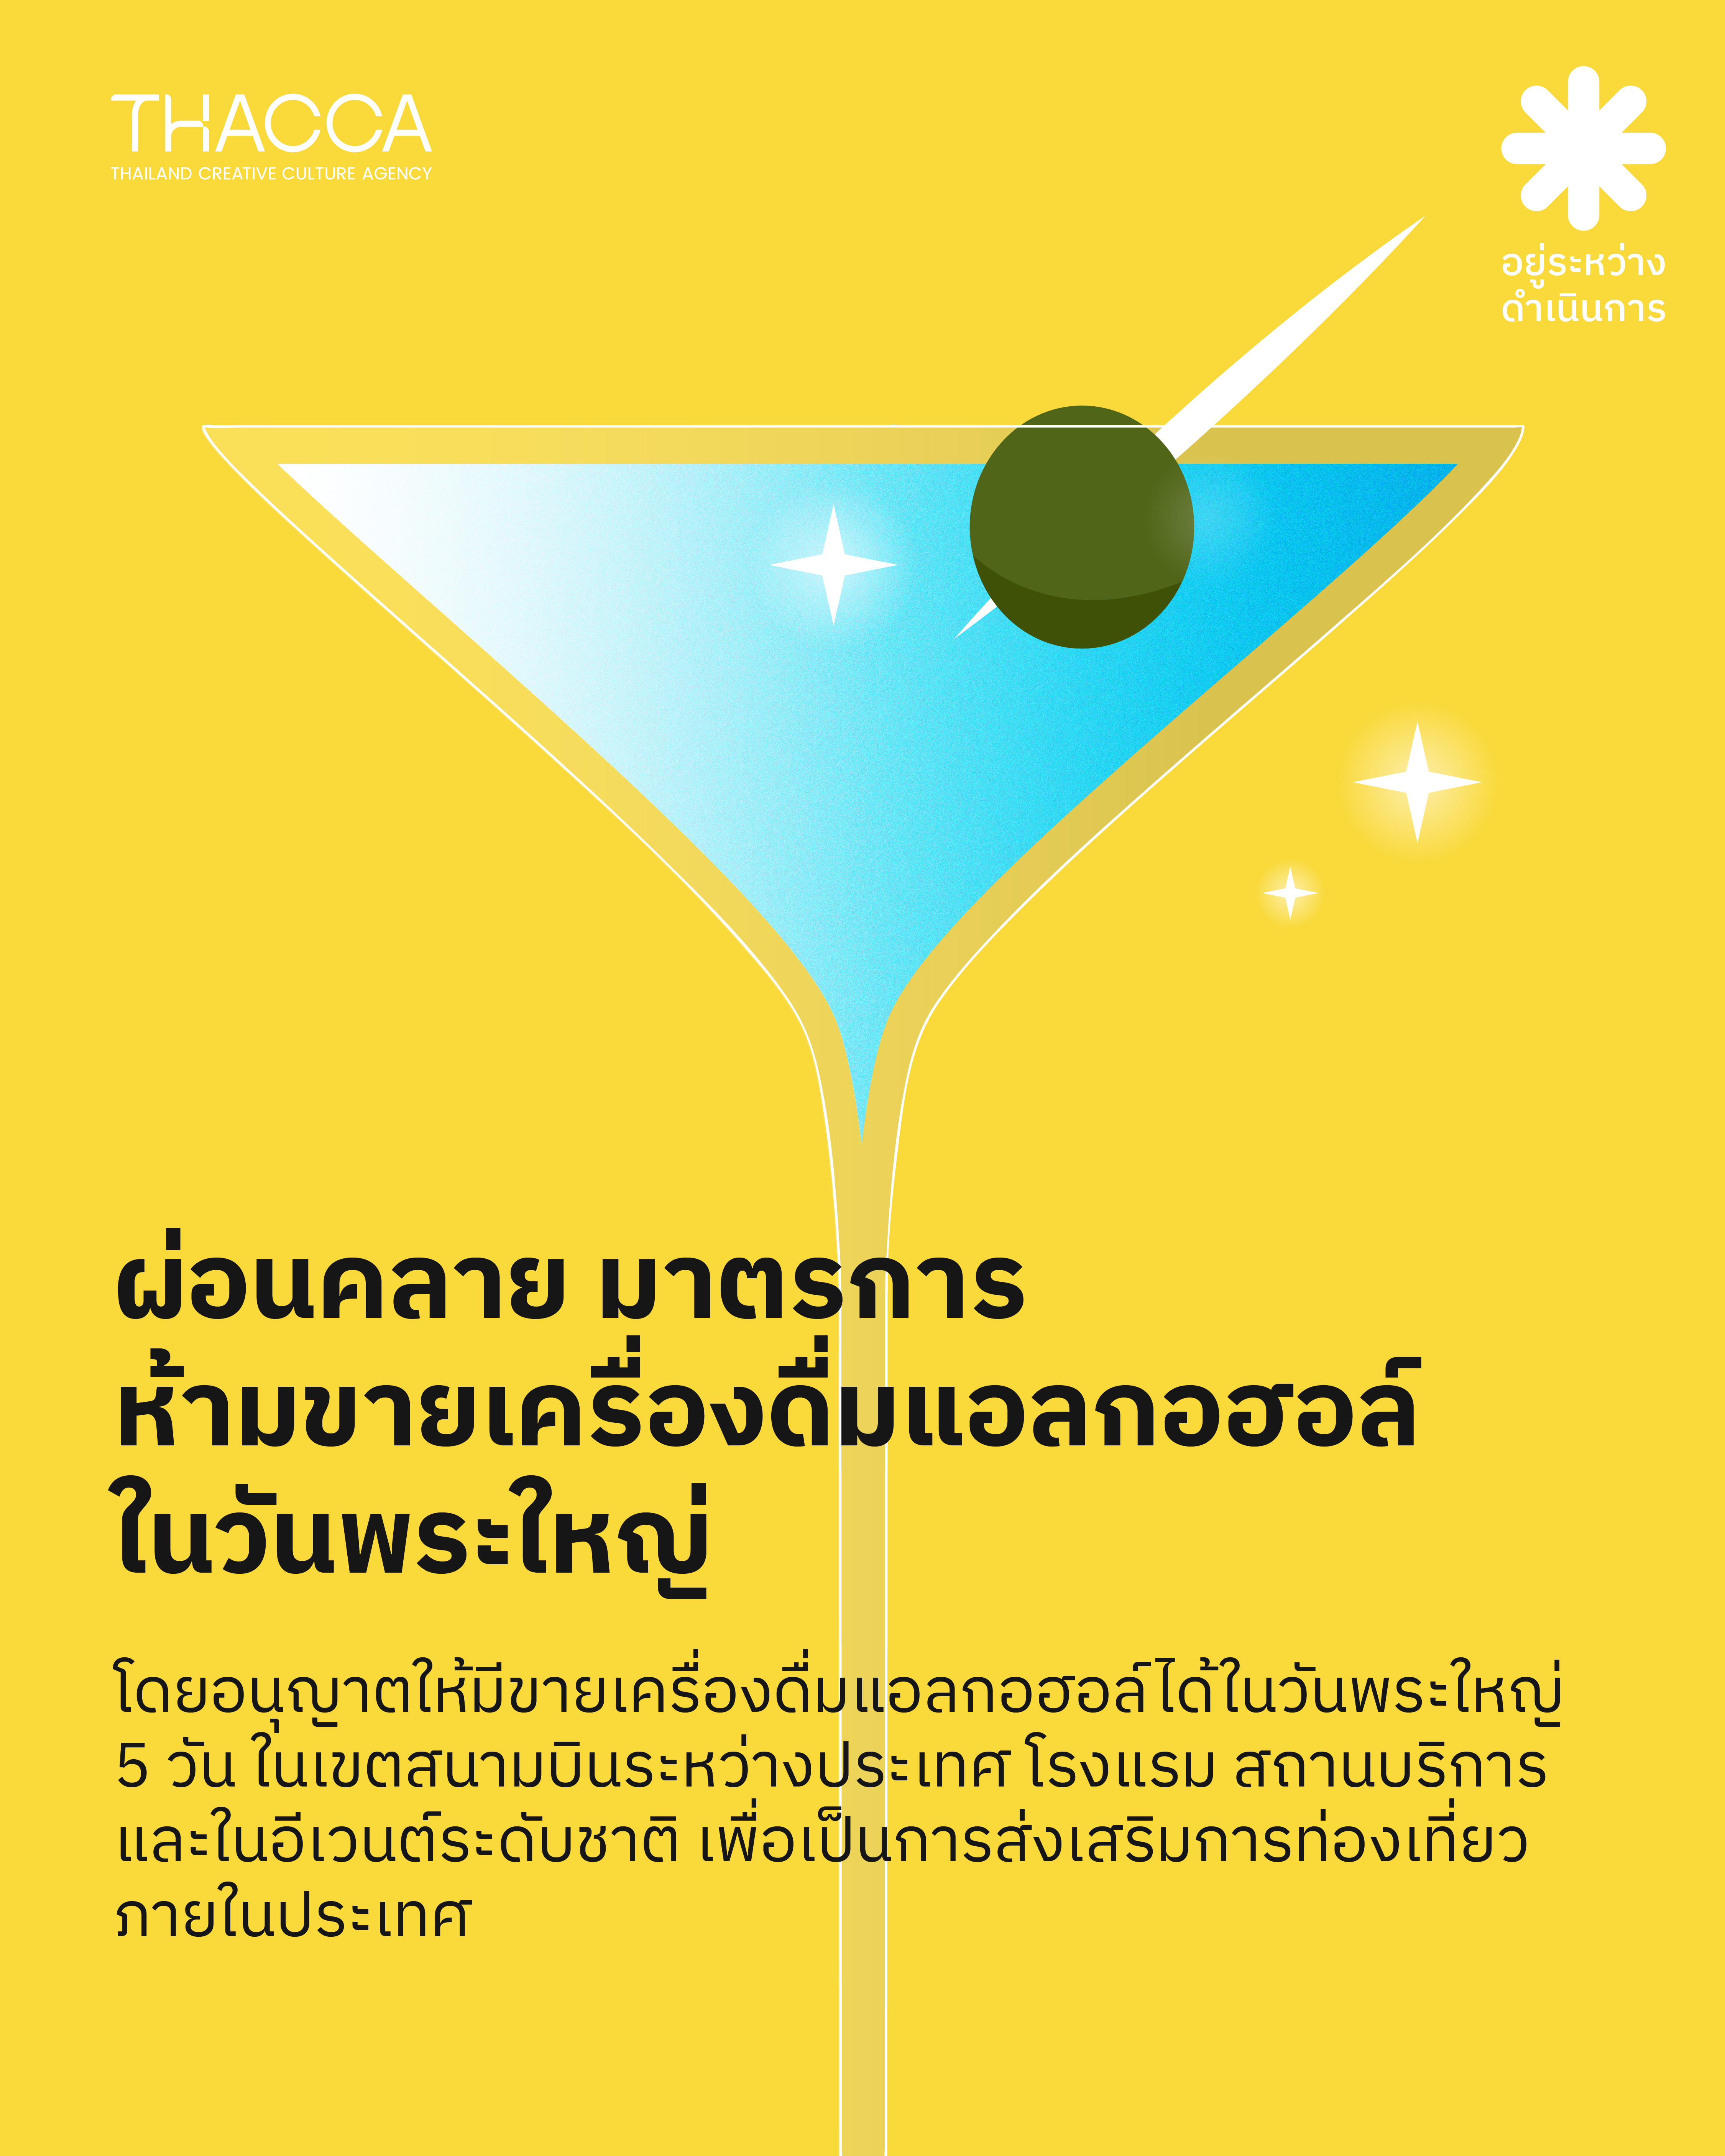 THACCA
THAILAND CREATIVE CULTURE AGENCY
อยู่ระหว่าง
ดำเนินการ
ผ่อนคลาย มาตรการ
ห้ามขายเครื่องดื่มแอลกอฮอล์
ในวันพระใหญ่
โดยอนุญาตให้มีขายเครื่องดื่มแอลกอฮอล์ได้ในวันพระใหญ่
5 วัน ในเขตสนามบินระหว่างประเทศ โรงแรม สถานบริการ
และในอีเวนต์ระดับชาติ เพื่อเป็นการส่งเสริมการท่องเที่ยว
ภายในประเทศ